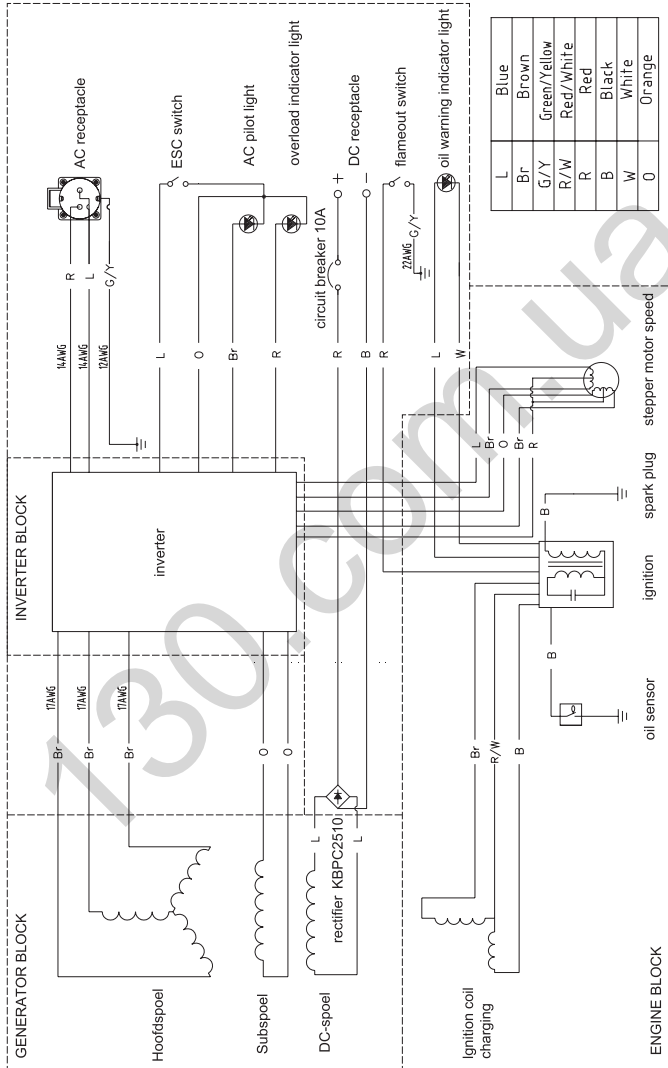 GENERATOR BLOCK
INVERTER BLOCK
ENGINE BLOCK
Hoofdspoel
Br
17AWG
Br
17AWG
Br
17AWG
Subspoel
O
O
DC-spoel
L
L
rectifier KBPC2510
inverter
14AWG
R
14AWG
L
12AWG
G/Y
AC receptacle
L
ESC switch
O
Br
AC pilot light
R
overload indicator light
R
circuit breaker 10A
+
DC receptacle
B
−
R
22AWG
G/Y
flameout switch
L
W
oil warning indicator light
Ignition coil
charging
Br
R/W
B
B
oil sensor
ignition
B
spark plug
L
Br
O
Br
R
stepper motor speed
L Blue
Br Brown
G/Y Green/Yellow
R/W Red/White
R Red
B Black
W White
O Orange
130.com.ua